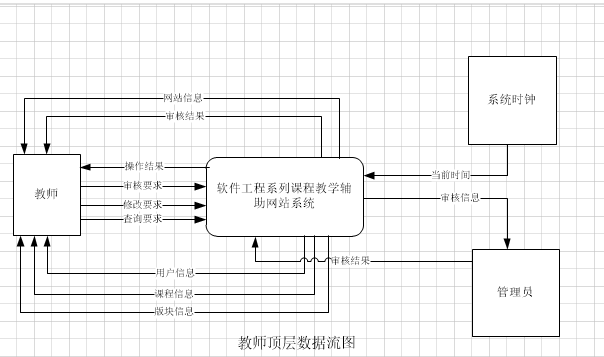 网站信息
审核结果
系统时钟
教师
操作结果
审核要求
修改要求
查询要求
软件工程系列课程教学辅
助网站系统
当前时间
审核信息
用户信息
课程信息
版块信息
审核结果
管理员
教师顶层数据流图